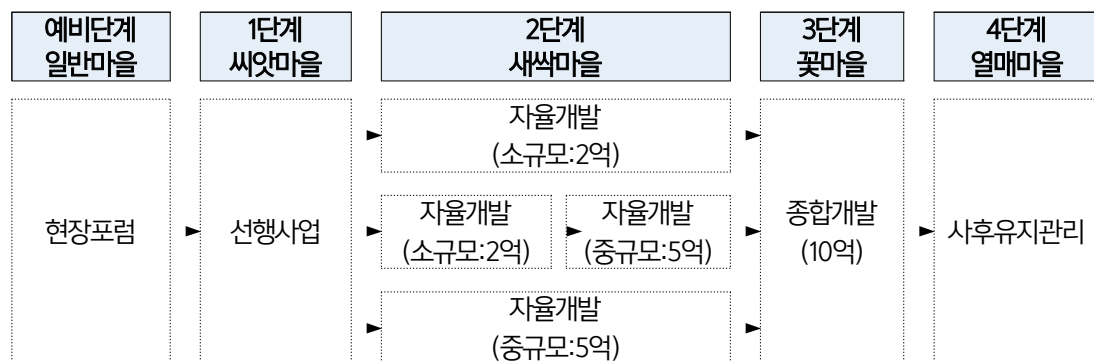 예비단계
일반마을
1단계
씨앗마을
2단계
새싹마을
3단계
꽃마을
4단계
열매마을
현장포럼
선행사업
자율개발
(소규모:2억)
자율개발
(소규모:2억)
자율개발
(중규모:5억)
자율개발
(중규모:5억)
종합개발
(10억)
사후유지관리